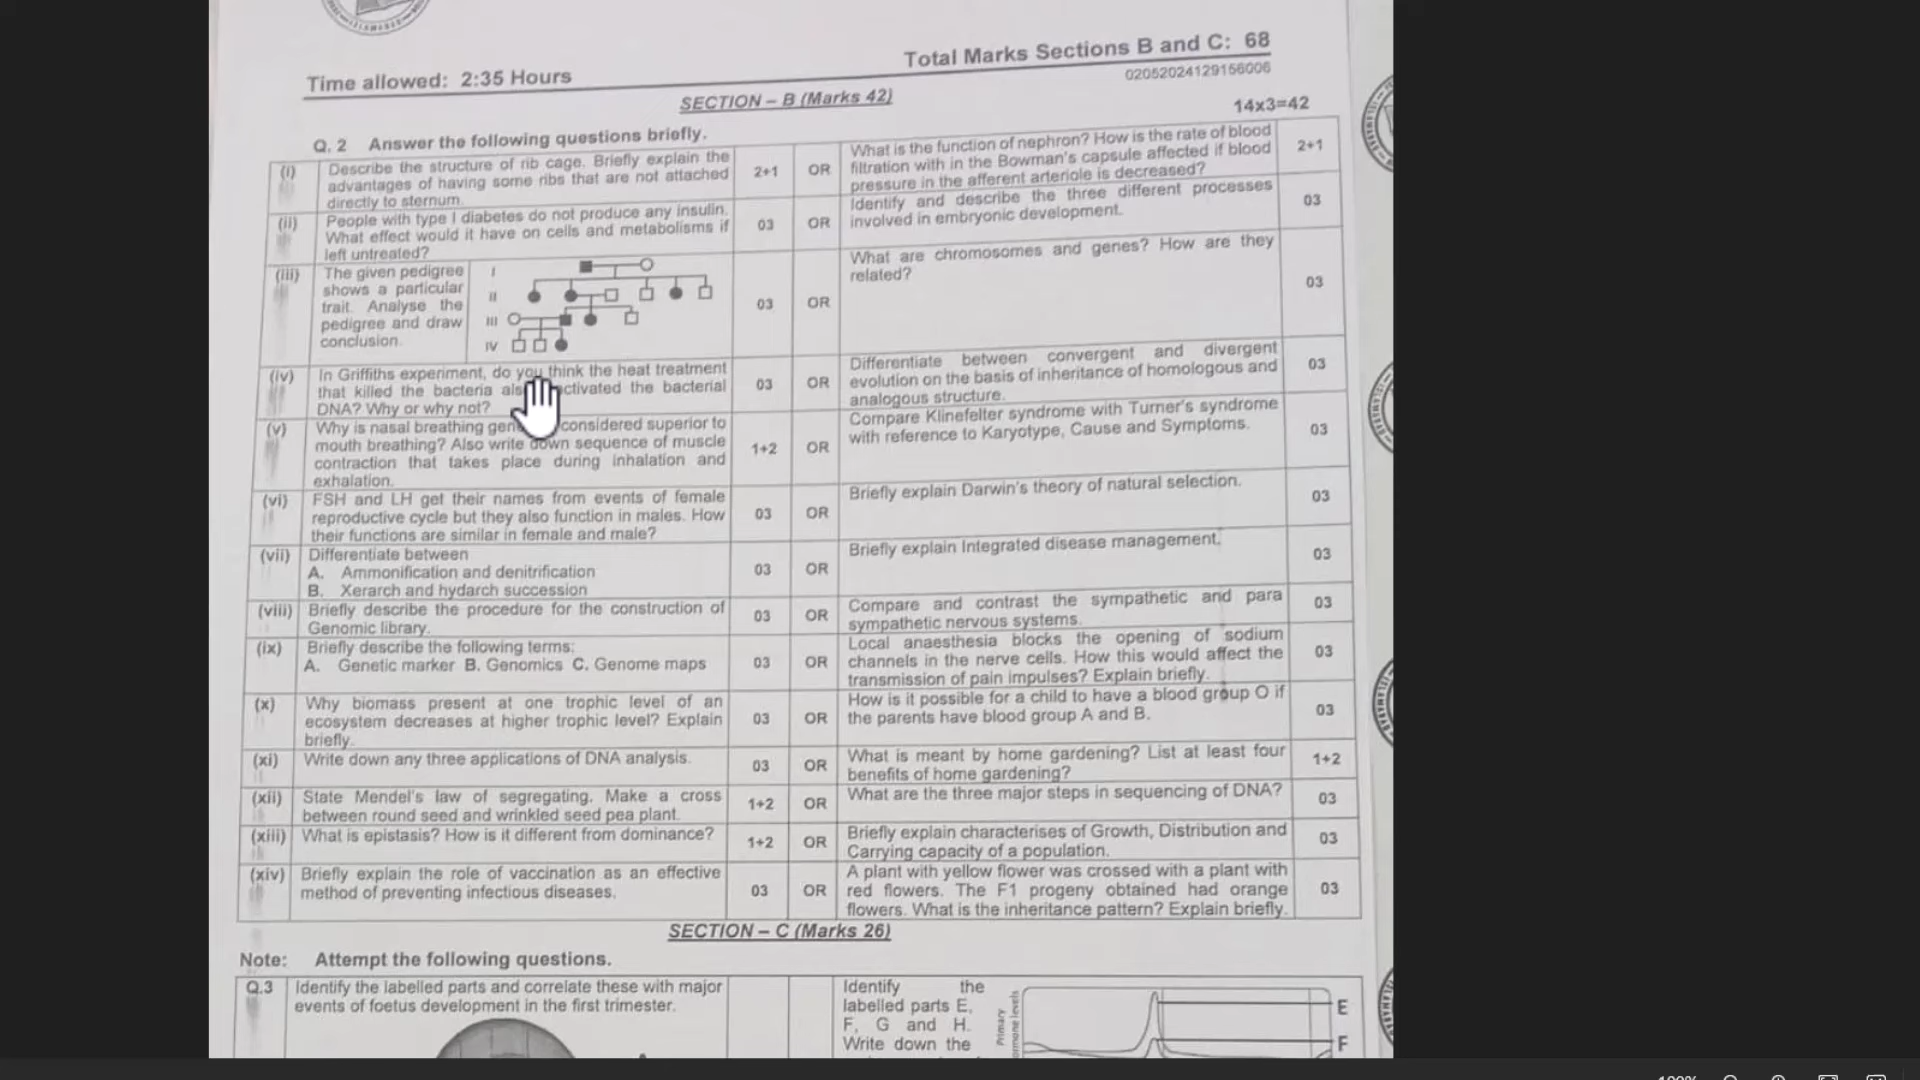 Total Marks Sections B and C: 68
Time allowed: 2:35 Hours
02052024129156006
SECTION – B (Marks 42)
14x3=42
Q. 2 Answer the following questions briefly.
(i)
Describe the structure of rib cage. Briefly explain the
advantages of having some ribs that are not attached
directly to sternum.
2+1
OR
What is the function of nephron? How is the rate of blood
filtration with in the Bowman's capsule affected if blood
pressure in the afferent arteriole is decreased?
2+1
(ii)
People with type I diabetes do not produce any insulin.
What effect would it have on cells and metabolisms if
left untreated?
03
OR
Identify and describe the three different processes
involved in embryonic development.
03
(iii)
The given pedigree
shows a particular
trait. Analyse the
pedigree and draw
conclusion.
I
II
III
IV
03
OR
What are chromosomes and genes? How are they
related?
03
(iv)
In Griffiths experiment, do you think the heat treatment
that killed the bacteria the bacterial
DNA? Why or why not?
03
OR
Differentiate between convergent and divergent
evolution on the basis of inheritance of homologous and
analogous structure.
03
(v)
Why is nasal breathing considered superior to
mouth breathing? Also write down sequence of muscle
contraction that takes place during inhalation and
exhalation.
1+2
OR
Compare Klinefelter syndrome with Turner's syndrome
with reference to Karyotype, Cause and Symptoms.
03
(vi)
FSH and LH get their names from events of female
reproductive cycle but they also function in males. How
their functions are similar in female and male?
03
OR
Briefly explain Darwin's theory of natural selection.
03
(vii)
Differentiate between
A. Ammonification and denitrification
B. Xerarch and hydarch succession
03
OR
Briefly explain Integrated disease management.
03
(viii)
Briefly describe the procedure for the construction of
Genomic library.
03
OR
Compare and contrast the sympathetic and para
sympathetic nervous systems.
03
(ix)
Briefly describe the following terms:
A. Genetic marker B. Genomics C. Genome maps
03
OR
Local anaesthesia blocks the opening of sodium
channels in the nerve cells. How this would affect the
transmission of pain impulses? Explain briefly.
03
(x)
Why biomass present at one trophic level of an
ecosystem decreases at higher trophic level? Explain
briefly.
03
OR
How is it possible for a child to have a blood group O if
the parents have blood group A and B.
03
(xi)
Write down any three applications of DNA analysis.
03
OR
What is meant by home gardening? List at least four
benefits of home gardening?
1+2
(xii)
State Mendel's law of segregating. Make a cross
between round seed and wrinkled seed pea plant.
1+2
OR
What are the three major steps in sequencing of DNA?
03
(xiii)
What is epistasis? How is it different from dominance?
1+2
OR
Briefly explain characterises of Growth, Distribution and
Carrying capacity of a population.
03
(xiv)
Briefly explain the role of vaccination as an effective
method of preventing infectious diseases.
03
OR
A plant with yellow flower was crossed with a plant with
red flowers. The F1 progeny obtained had orange
flowers. What is the inheritance pattern? Explain briefly.
03
SECTION – C (Marks 26)
Note: Attempt the following questions.
Q.3
Identify the labelled parts and correlate these with major
events of foetus development in the first trimester.
Identify the
labelled parts E,
F, G and H.
Write down the
Primary
E
F